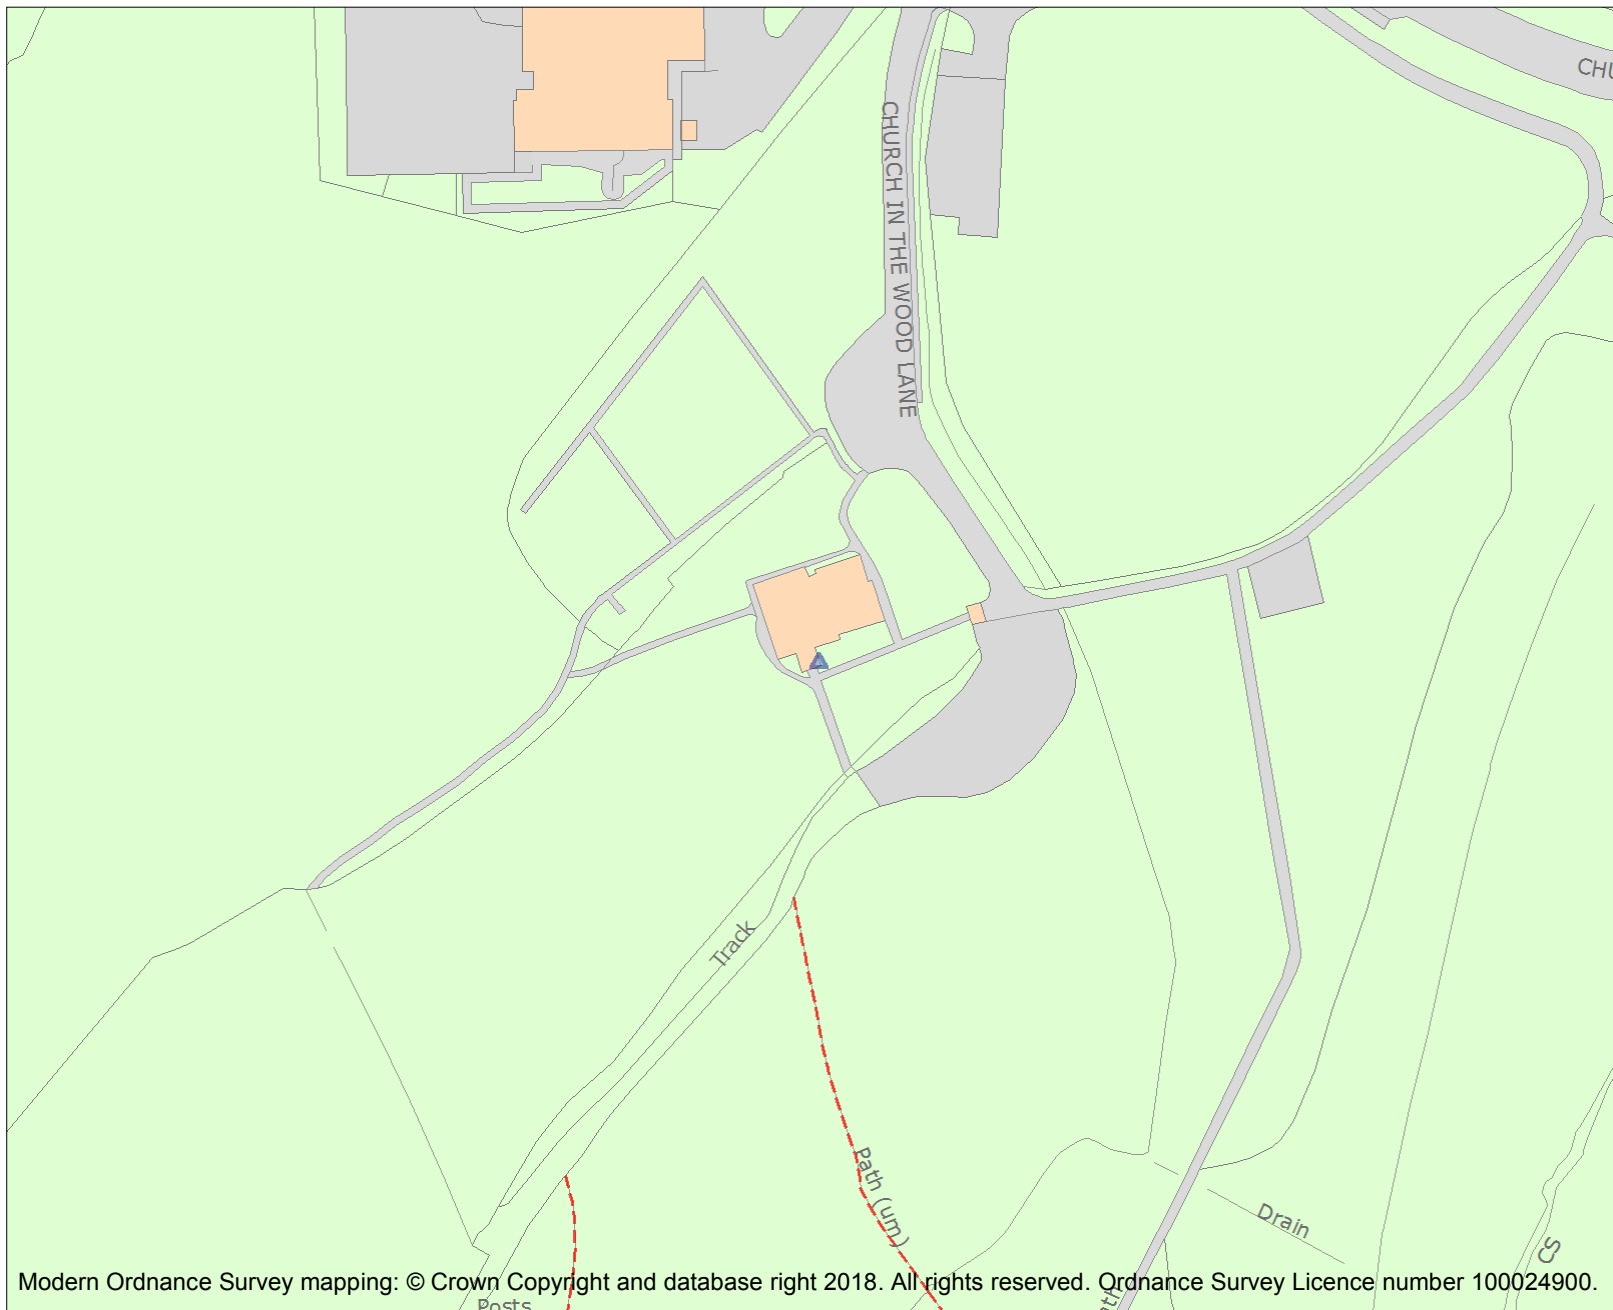 CHURCH IN THE WOOD LANE
Track
Path (um)
Drain
CS
Modern Ordnance Survey mapping: © Crown Copyright and database right 2018. All rights reserved. Ordnance Survey Licence number 100024900.
Posts